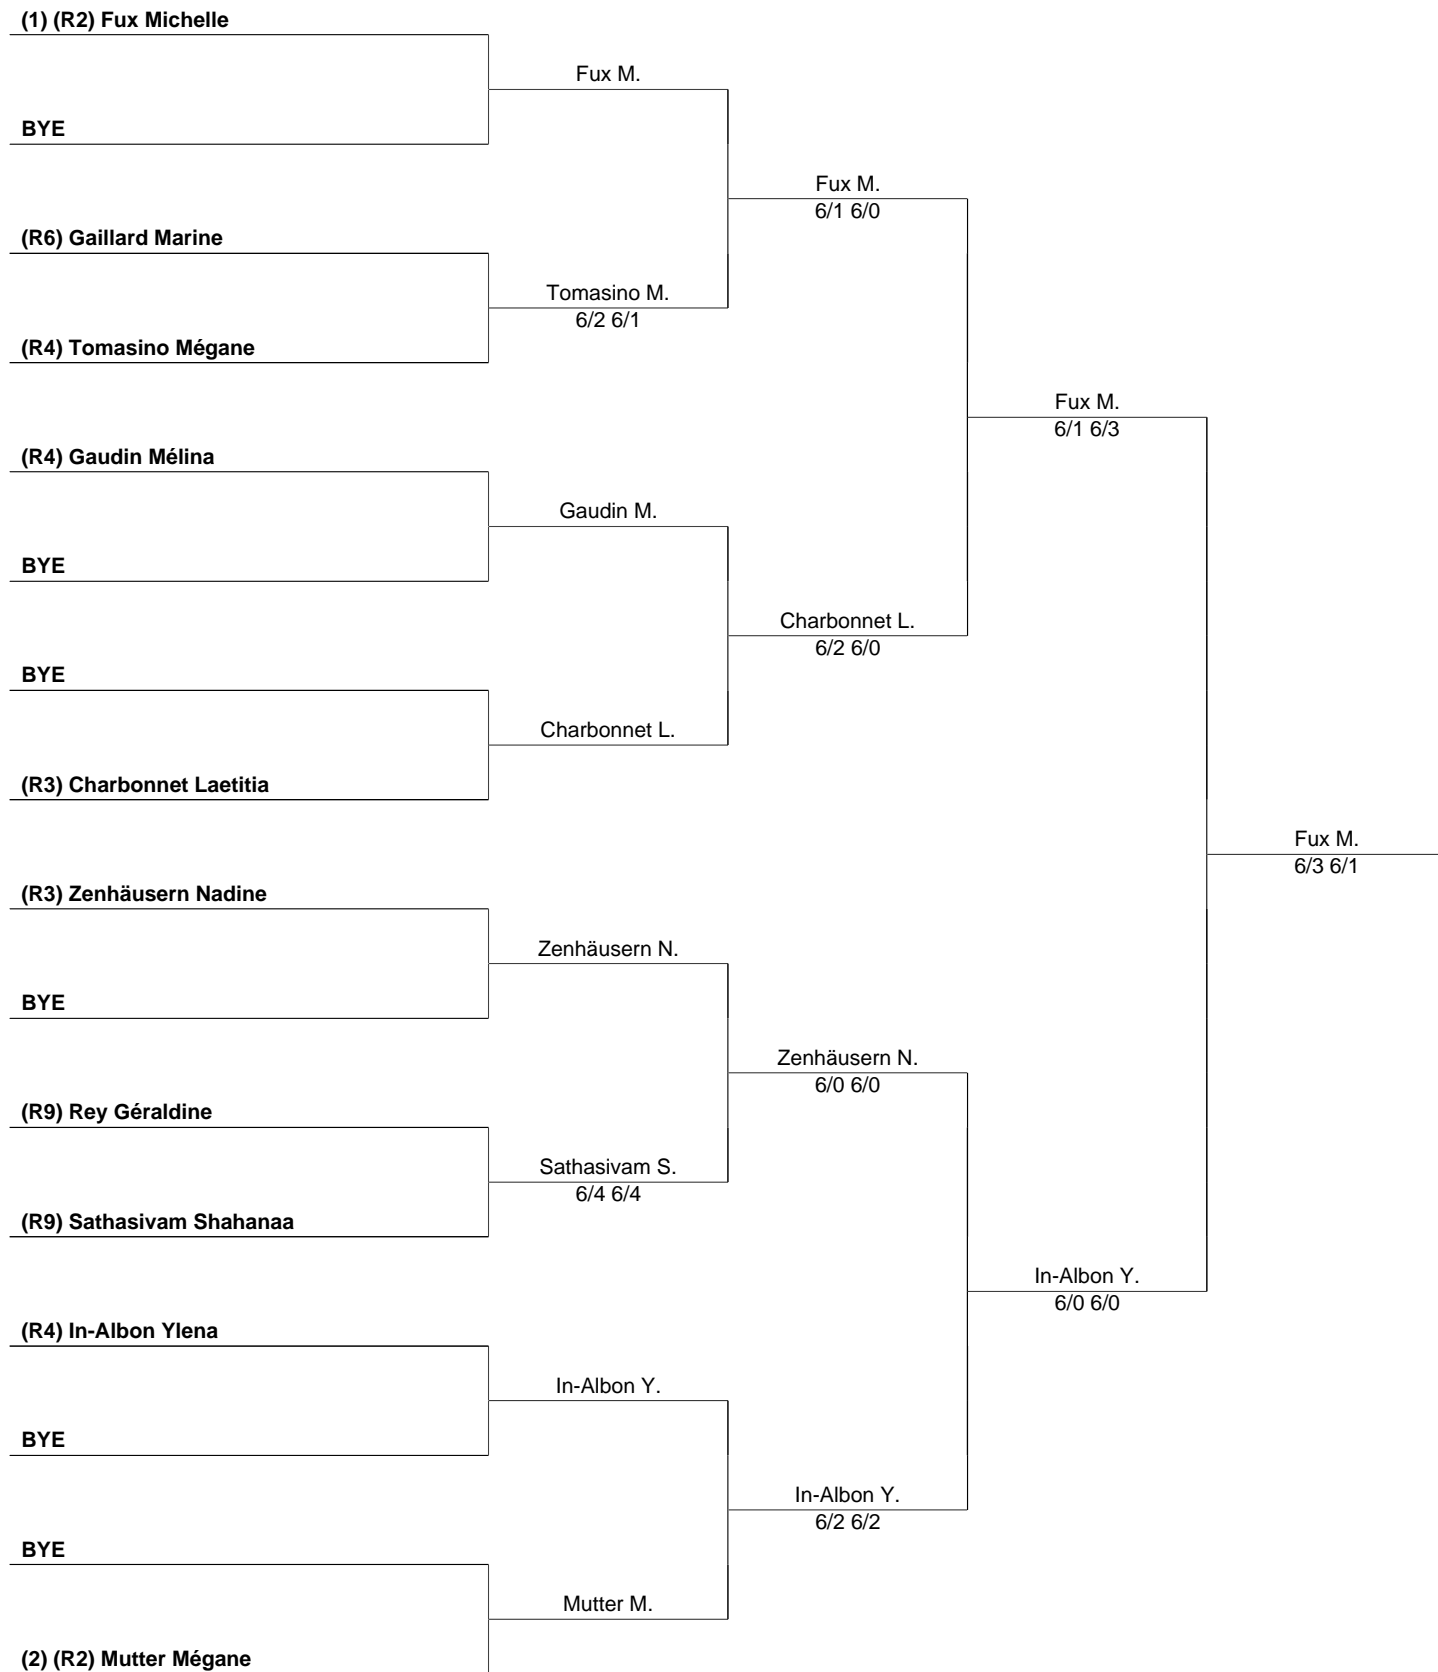 (1) (R2) Fux Michelle
Fux M.
BYE
Fux M.
6/1 6/0
(R6) Gaillard Marine
Tomasino M.
6/2 6/1
(R4) Tomasino Mégane
Fux M.
6/1 6/3
(R4) Gaudin Mélina
Gaudin M.
BYE
Charbonnet L.
6/2 6/0
BYE
Charbonnet L.
(R3) Charbonnet Laetitia
Fux M.
6/3 6/1
(R3) Zenhäusern Nadine
Zenhäusern N.
BYE
Zenhäusern N.
6/0 6/0
(R9) Rey Géraldine
Sathasivam S.
6/4 6/4
(R9) Sathasivam Shahanaa
In-Albon Y.
6/0 6/0
(R4) In-Albon Ylena
In-Albon Y.
BYE
In-Albon Y.
6/2 6/2
BYE
Mutter M.
(2) (R2) Mutter Mégane